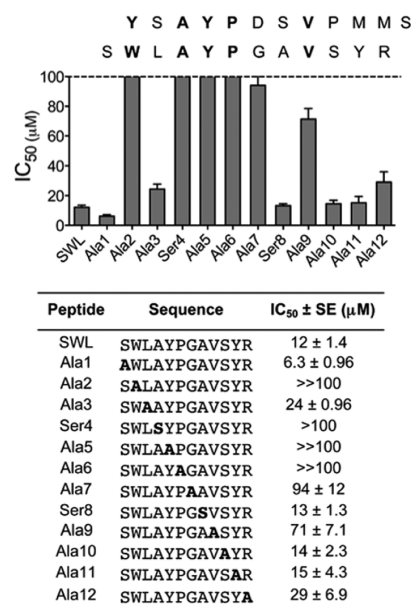 Y S A Y P D S V P M M S
S W L A Y P G A V S Y R
IC50 (μM)
100
80
60
40
20
0
SWL Ala1 Ala2 Ala3 Ser4 Ala5 Ala6 Ala7 Ser8 Ala9 Ala10 Ala11 Ala12
Peptide Sequence IC50 ± SE (μM)
SWL SWLAYPGAVSYR 12 ± 1.4
Ala1 AWLAYPGAVSYR 6.3 ± 0.96
Ala2 SALAYPGAVSYR >>100
Ala3 SWAAYPGAVSYR 24 ± 0.96
Ser4 SWLSYPGAVSYR >100
Ala5 SWLAAPGAVSYR >>100
Ala6 SWLAYAGAVSYR >>100
Ala7 SWLAYPAAVSYR 94 ± 12
Ser8 SWLAYPGSVSYR 13 ± 1.3
Ala9 SWLAYPGAASYR 71 ± 7.1
Ala10 SWLAYPGAVAYR 14 ± 2.3
Ala11 SWLAYPGAVSAR 15 ± 4.3
Ala12 SWLAYPGAVSYA 29 ± 6.9